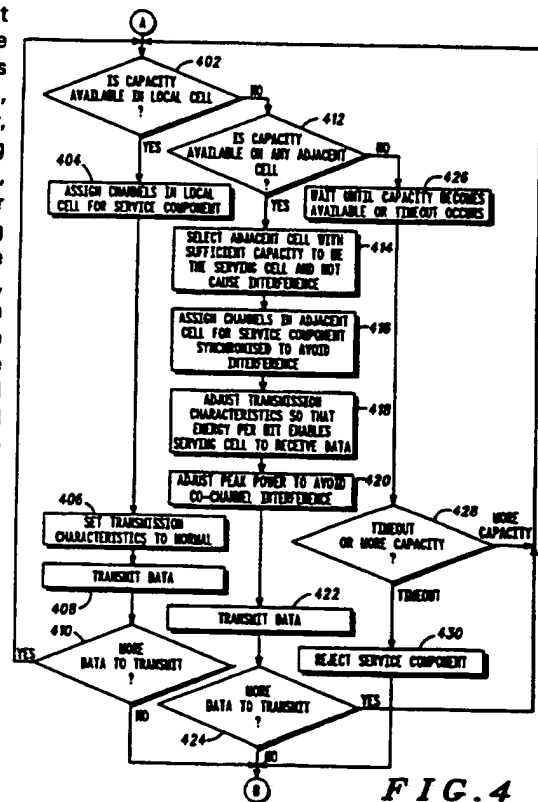 A
402
IS CAPACITY
AVAILABLE IN LOCAL CELL
?
NO
YES
412
IS CAPACITY
AVAILABLE ON ANY ADJACENT
CELL
?
NO
YES
404
ASSIGN CHANNELS IN LOCAL
CELL FOR SERVICE COMPONENT
426
WAIT UNTIL CAPACITY BECOMES
AVAILABLE OR TIMEOUT OCCURS
SELECT ADJACENT CELL WITH
SUFFICIENT CAPACITY TO BE
THE SERVING CELL AND NOT
CAUSE INTERFERENCE
414
ASSIGN CHANNELS IN ADJACENT
CELL FOR SERVICE COMPONENT
SYNCHRONISED TO AVOID
INTERFERENCE
416
ADJUST TRANSMISSION
CHARACTERISTICS SO THAT
ENERGY PER BIT ENABLES
SERVING CELL TO RECEIVE DATA
418
ADJUST PEAK POWER TO AVOID
CO-CHANNEL INTERFERENCE
420
406
SET TRANSMISSION
CHARACTERISTICS TO NORMAL
TRANSMIT DATA
408
410
MORE
DATA TO TRANSMIT
?
YES
NO
422
TRANSMIT DATA
MORE
DATA TO TRANSMIT
?
424
YES
NO
428
TIMEOUT
OR MORE CAPACITY
?
MORE
CAPACITY
TIMEOUT
430
REJECT SERVICE COMPONENT
B
FIG.4